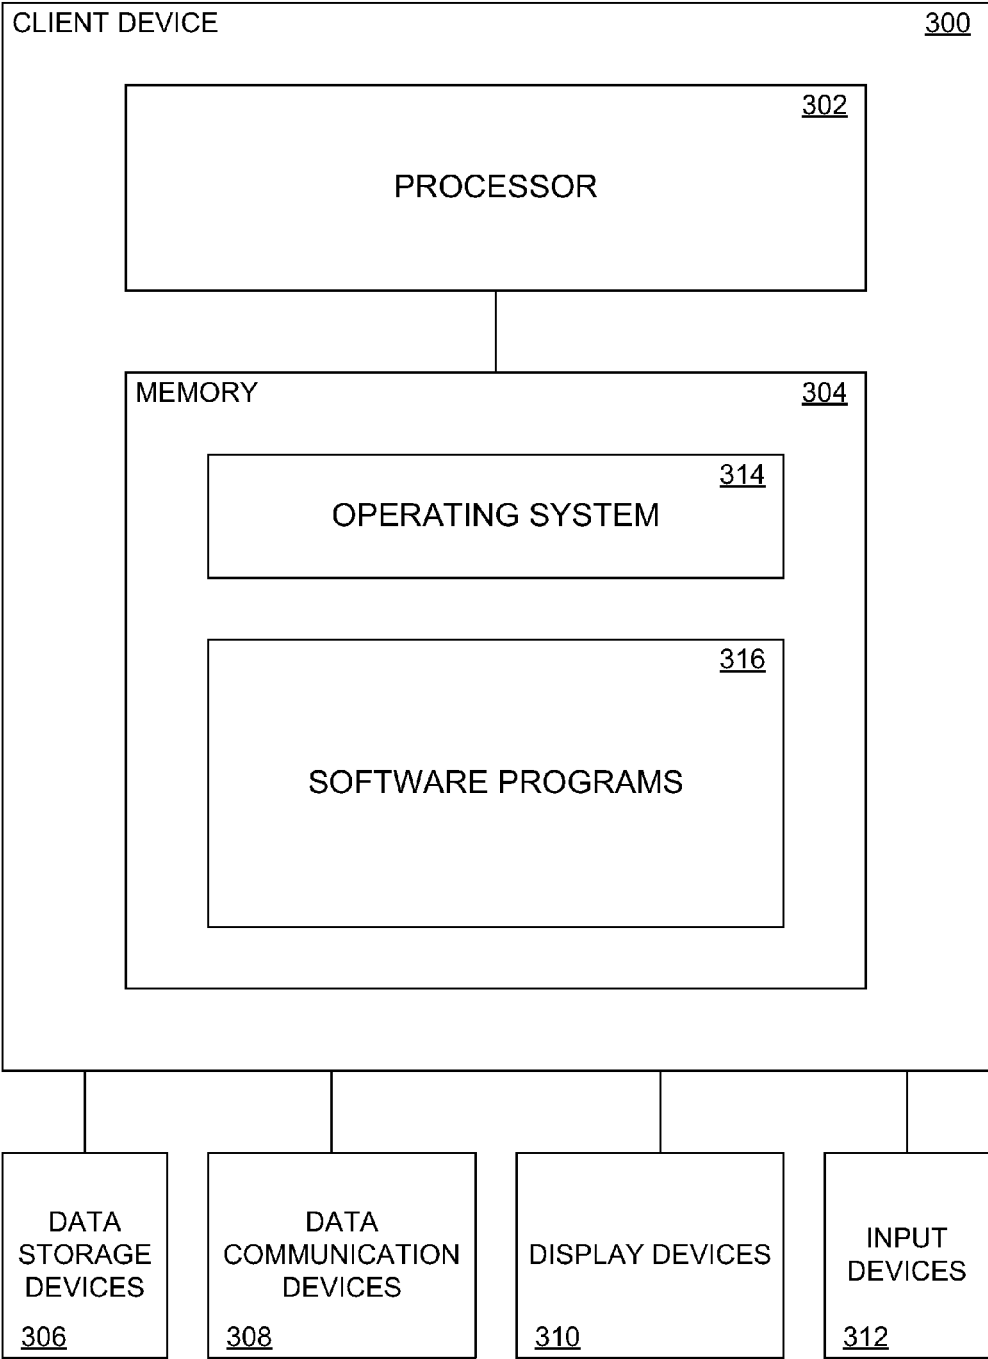 CLIENT DEVICE 300
302
PROCESSOR
MEMORY 304
314
OPERATING SYSTEM
316
SOFTWARE PROGRAMS
DATA
STORAGE
DEVICES
306
DATA
COMMUNICATION
DEVICES
308
DISPLAY DEVICES
310
INPUT
DEVICES
312